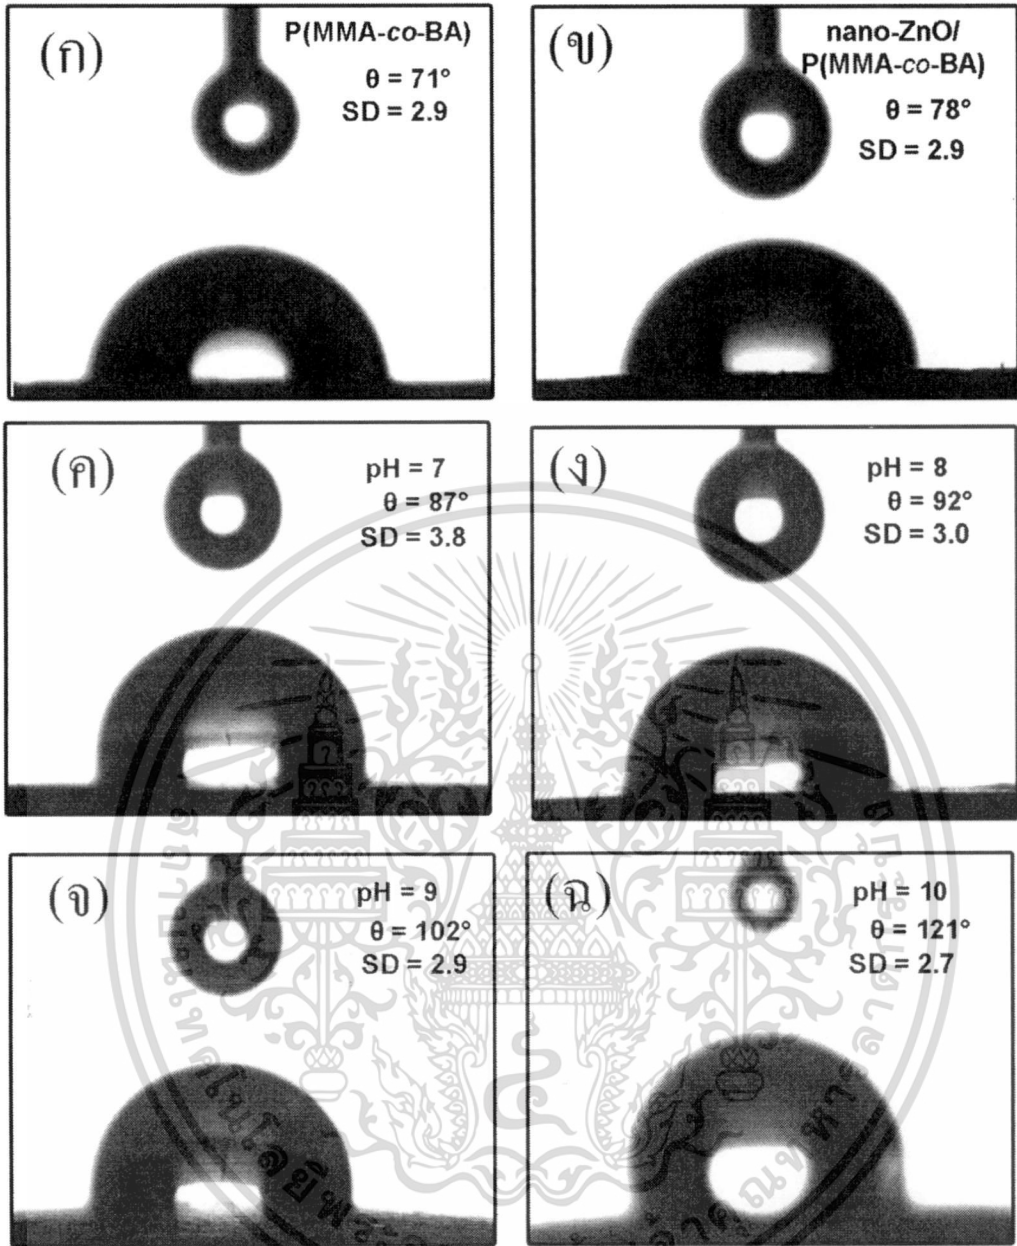 (ก)
P(MMA-co-BA)
θ = 71°
SD = 2.9
(ข)
nano-ZnO/
P(MMA-co-BA)
θ = 78°
SD = 2.9
(ค)
pH = 7
θ = 87°
SD = 3.8
(ง)
pH = 8
θ = 92°
SD = 3.0
(จ)
pH = 9
θ = 102°
SD = 2.9
(ฉ)
pH = 10
θ = 121°
SD = 2.7